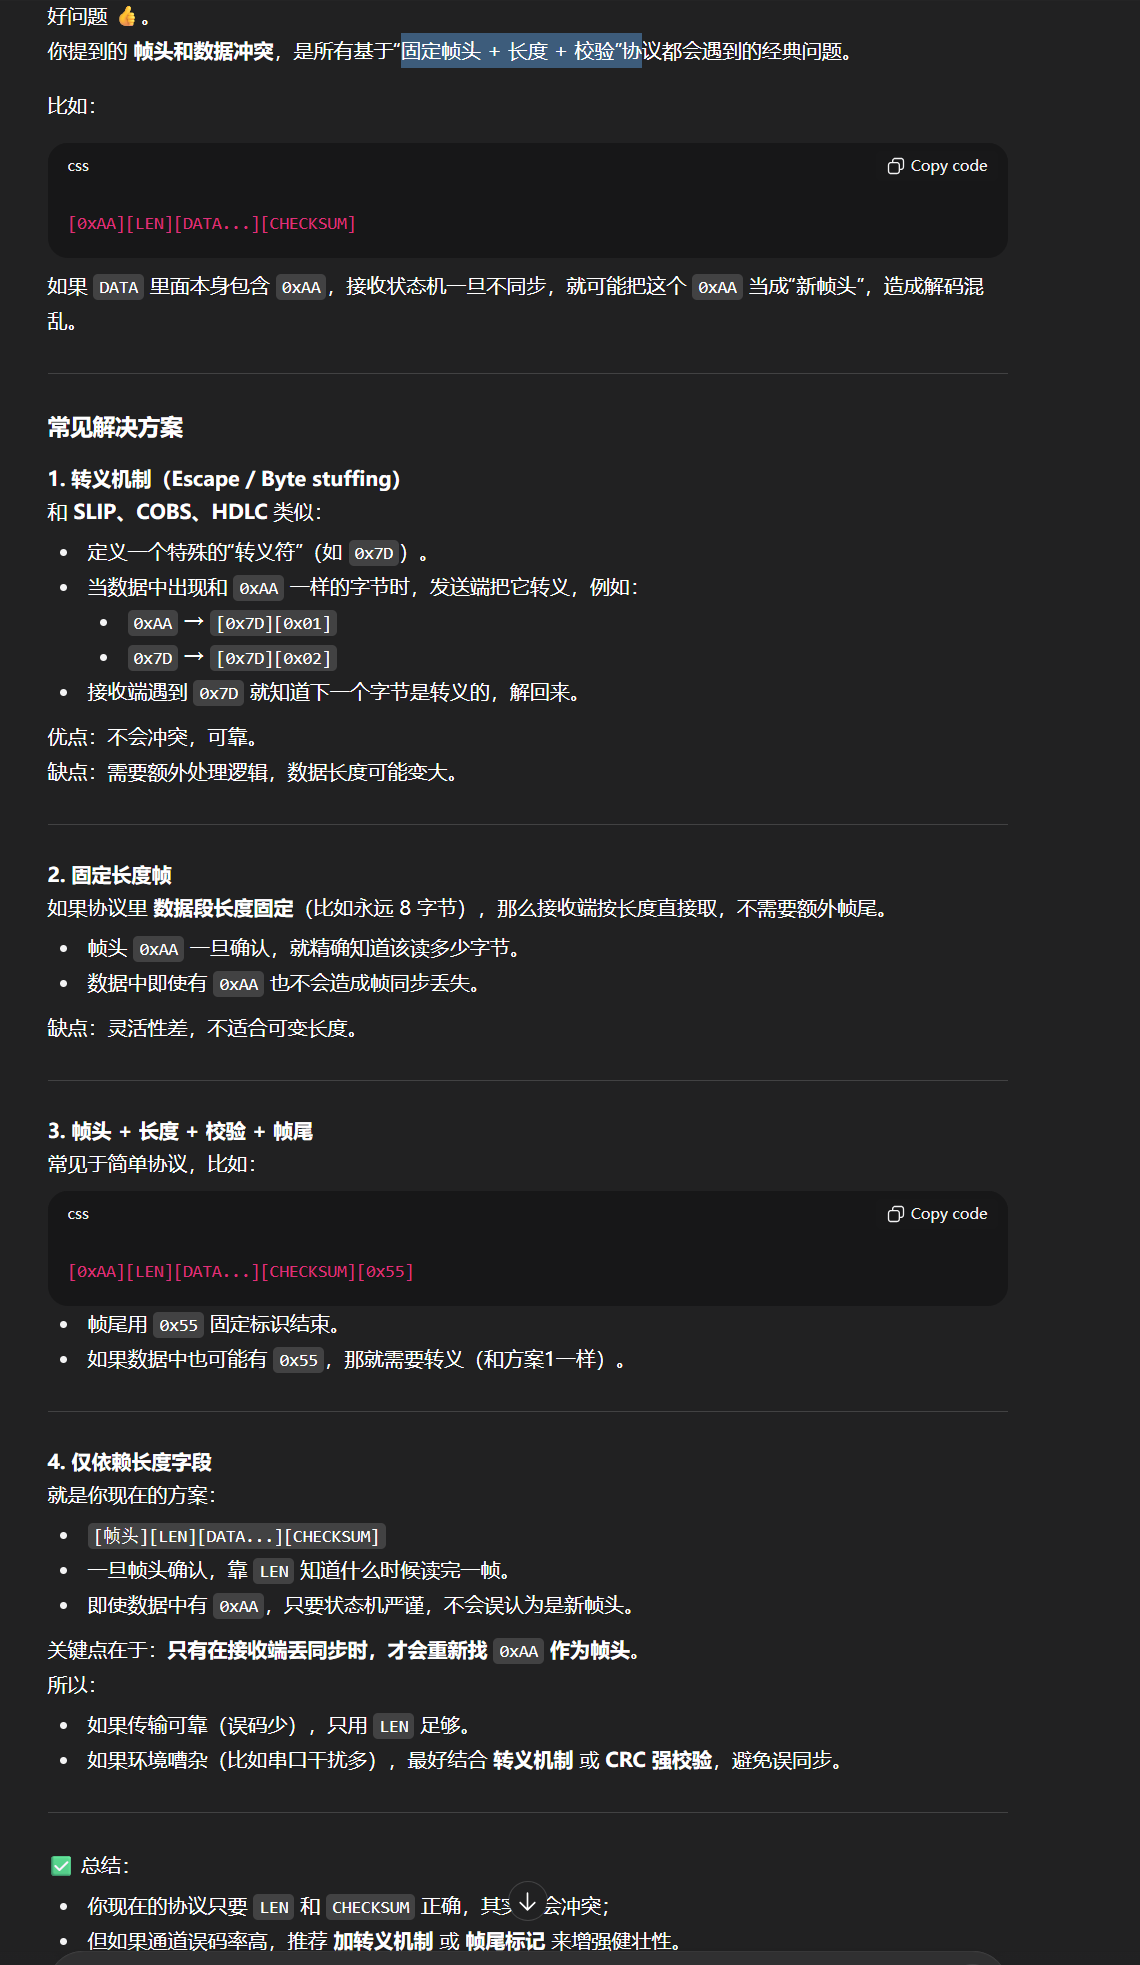 好问题 👍。
你提到的 帧头和数据冲突，是所有基于“固定帧头 + 长度 + 校验”协议都会遇到的经典问题。
比如：
css
Copy code
[0xAA][LEN][DATA...][CHECKSUM]
如果 DATA 里面本身包含 0xAA，接收状态机一旦不同步，就可能把这个 0xAA 当成“新帧头”，造成解码混
乱。
常见解决方案
1. 转义机制（Escape / Byte stuffing）
和 SLIP、COBS、HDLC 类似：
• 定义一个特殊的“转义符”（如 0x7D）。
• 当数据中出现和 0xAA 一样的字节时，发送端把它转义，例如：
• 0xAA → [0x7D][0x01]
• 0x7D → [0x7D][0x02]
• 接收端遇到 0x7D 就知道下一个字节是转义的，解回来。
优点：不会冲突，可靠。
缺点：需要额外处理逻辑，数据长度可能变大。
2. 固定长度帧
如果协议里 数据段长度固定（比如永远 8 字节），那么接收端按长度直接取，不需要额外帧尾。
• 帧头 0xAA 一旦确认，就精确知道该读多少字节。
• 数据中即使有 0xAA 也不会造成帧同步丢失。
缺点：灵活性差，不适合可变长度。
3. 帧头 + 长度 + 校验 + 帧尾
常见于简单协议，比如：
css
Copy code
[0xAA][LEN][DATA...][CHECKSUM][0x55]
• 帧尾用 0x55 固定标识结束。
• 如果数据中也可能有 0x55，那就需要转义（和方案1一样）。
4. 仅依赖长度字段
就是你现在的方案：
• [帧头][LEN][DATA...][CHECKSUM]
• 一旦帧头确认，靠 LEN 知道什么时候读完一帧。
• 即使数据中有 0xAA，只要状态机严谨，不会误认为是新帧头。
关键点在于：只有在接收端丢同步时，才会重新找 0xAA 作为帧头。
所以：
• 如果传输可靠（误码少），只用 LEN 足够。
• 如果环境嘈杂（比如串口干扰多），最好结合 转义机制 或 CRC 强校验，避免误同步。
✅ 总结：
• 你现在的协议只要 LEN 和 CHECKSUM 正确，其 会冲突；
• 但如果通道误码率高，推荐 加转义机制 或 帧尾标记 来增强健壮性。